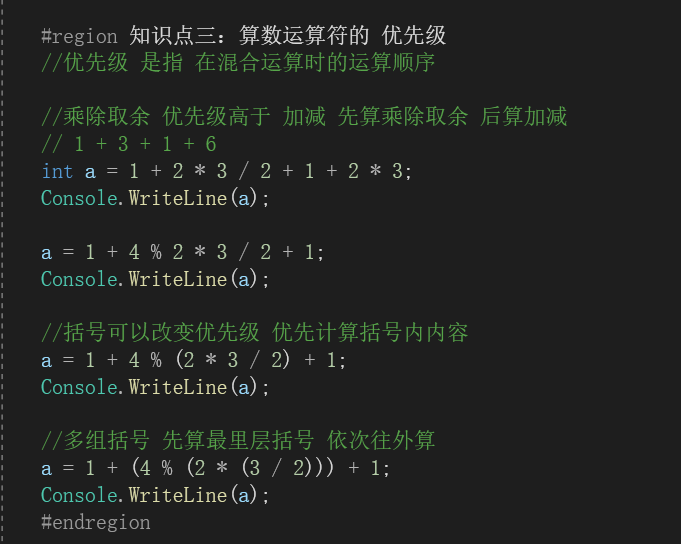 #region 知识点三：算数运算符的 优先级
//优先级 是指 在混合运算时的运算顺序
//乘除取余 优先级高于 加减 先算乘除取余 后算加减
// 1 + 3 + 1 + 6
int a = 1 + 2 * 3 / 2 + 1 + 2 * 3;
Console.WriteLine(a);
a = 1 + 4 % 2 * 3 / 2 + 1;
Console.WriteLine(a);
//括号可以改变优先级 优先计算括号内内容
a = 1 + 4 % (2 * 3 / 2) + 1;
Console.WriteLine(a);
//多组括号 先算最里层括号 依次往外算
a = 1 + (4 % (2 * (3 / 2))) + 1;
Console.WriteLine(a);
#endregion